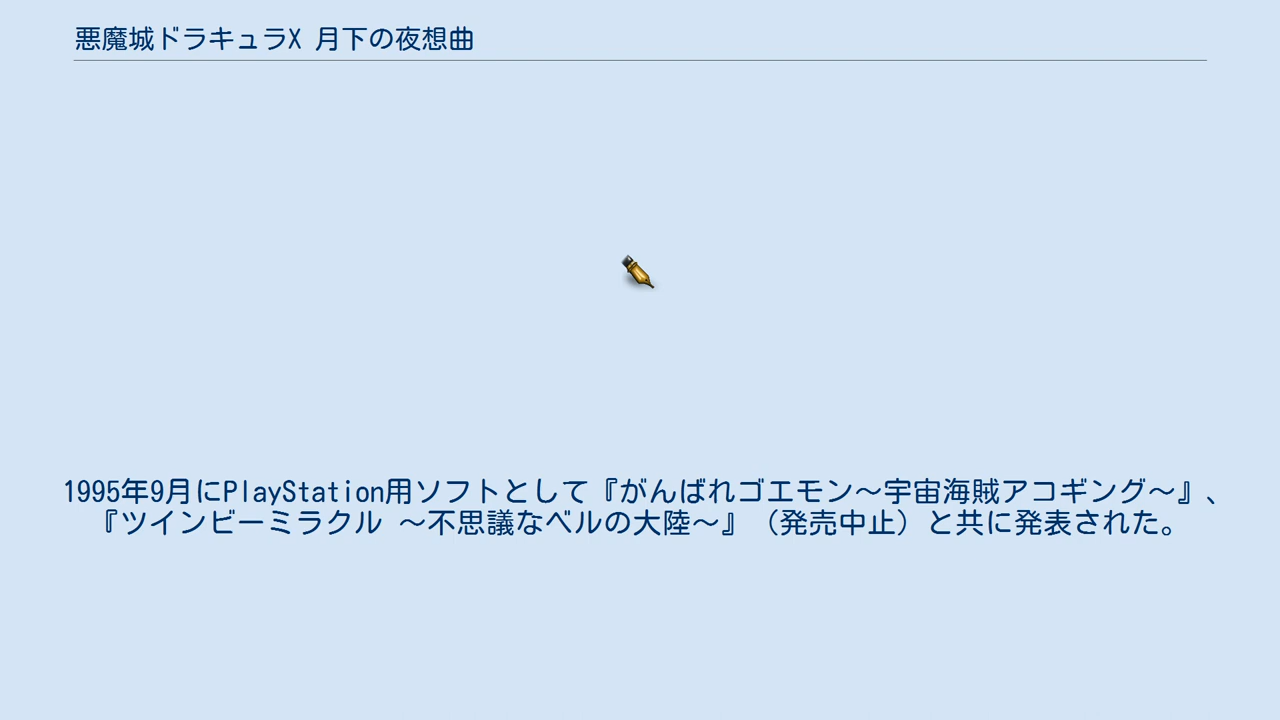 悪魔城ドラキュラX 月下の夜想曲
1995年9月にPlayStation用ソフトとして『がんばれゴエモン～宇宙海賊アコギング～』、
『ツインビーミラクル ～不思議なベルの大陸～』（発売中止）と共に発表された。